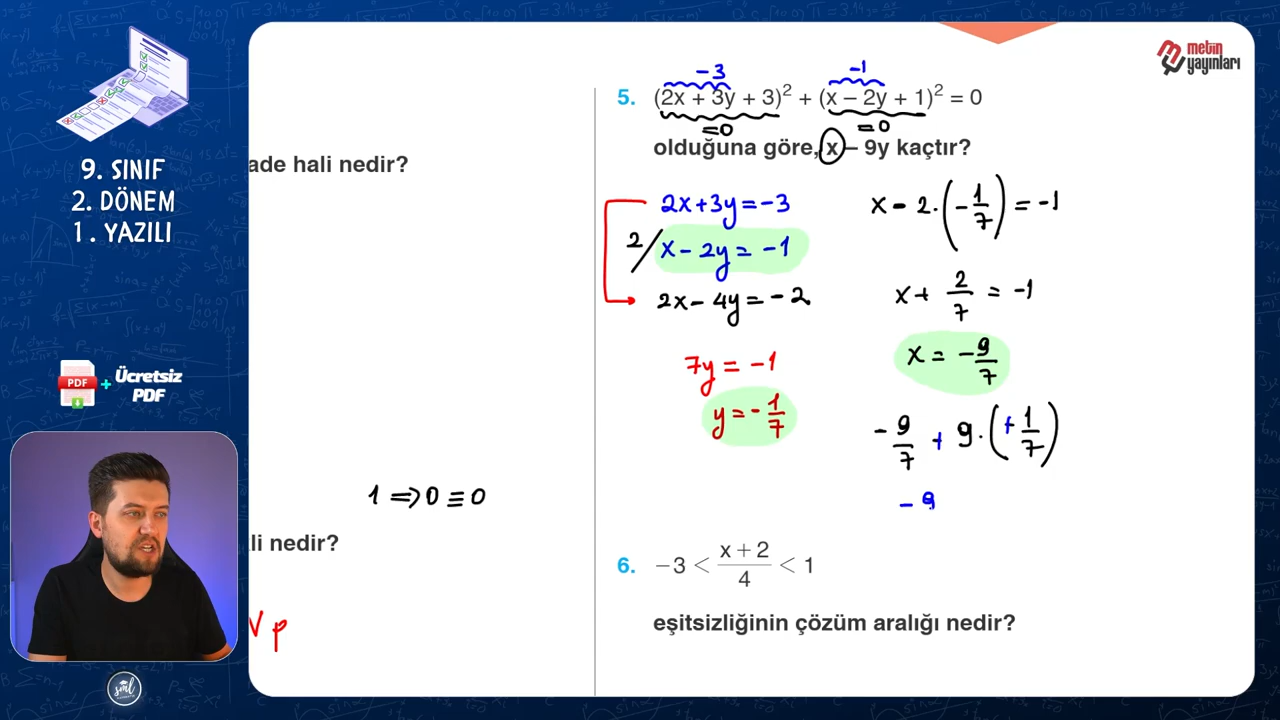 9. SINIF
2. DÖNEM
1. YAZILI
PDF
+ Ücretsiz
PDF
sml
ade hali nedir?
1 ⟹ 0 ≡ 0
li nedir?
V p
metin
yayınları
-3
-1
5. (2x + 3y + 3)² + (x − 2y + 1)² = 0
=0
=0
olduğuna göre, x − 9y kaçtır?
2x+3y=-3
2/ x-2y=-1
2x-4y=-2
7y=-1
y=-1/7
x-2.(-1/7)=-1
x+2/7=-1
x=-9/7
-9/7+9.(+1/7)
-9
6. −3 < (x+2)/4 < 1
eşitsizliğinin çözüm aralığı nedir?